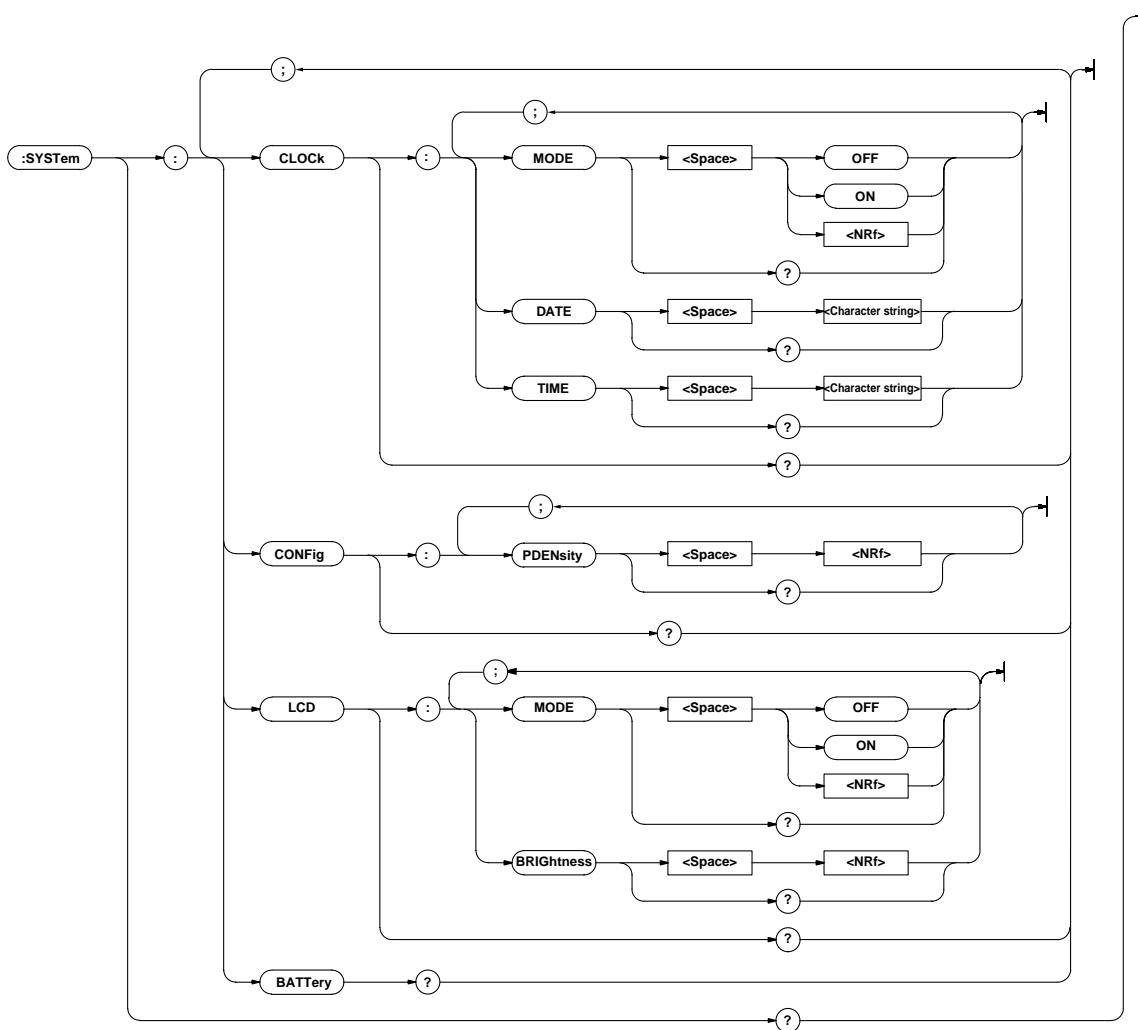 ;
;
:SYSTem : CLOCk : MODE <Space> OFF
ON
<NRf>
?
DATE <Space> <Character string>
?
TIME <Space> <Character string>
?
?
;
CONFig : PDENsity <Space> <NRf>
?
?
;
LCD : MODE <Space> OFF
ON
<NRf>
?
BRIGhtness <Space> <NRf>
?
?
BATTery ?
?